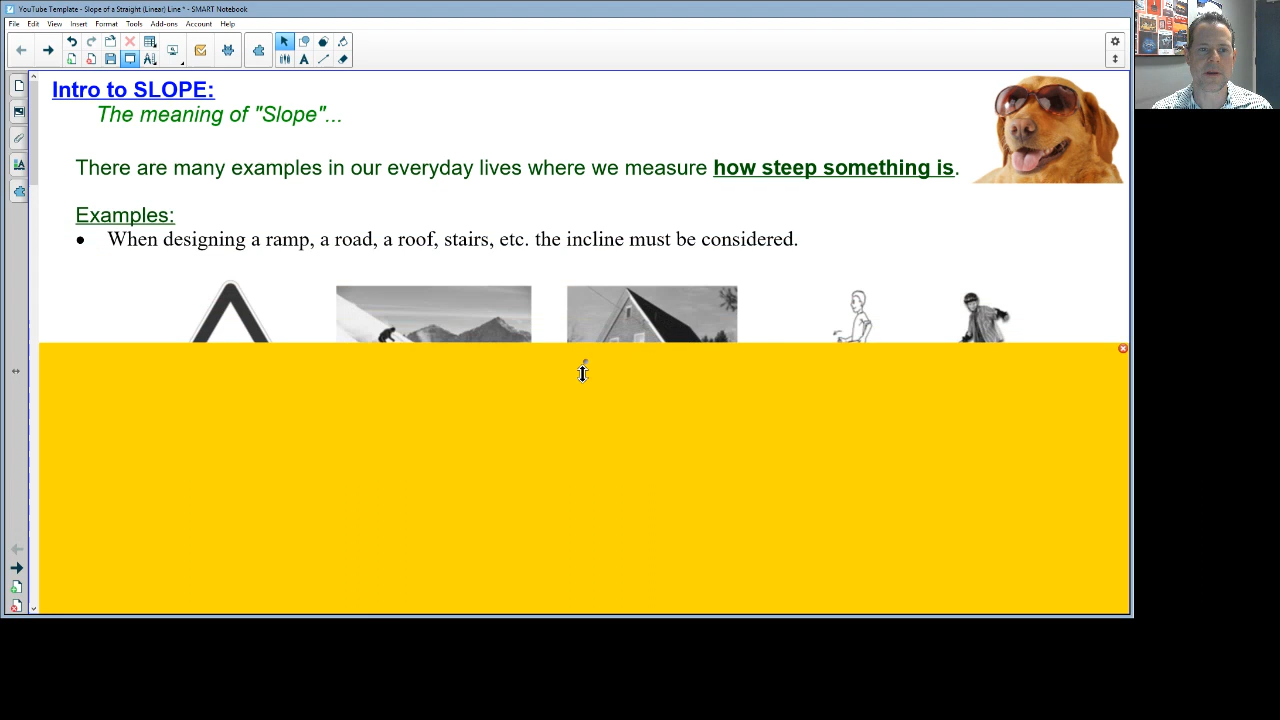 YouTube Template - Slope of a Straight (Linear) Line * - SMART Notebook
File Edit View Insert Format Tools Add-ons Account Help
Intro to SLOPE:
The meaning of "Slope"...
There are many examples in our everyday lives where we measure how steep something is.
Examples:
• When designing a ramp, a road, a roof, stairs, etc. the incline must be considered.